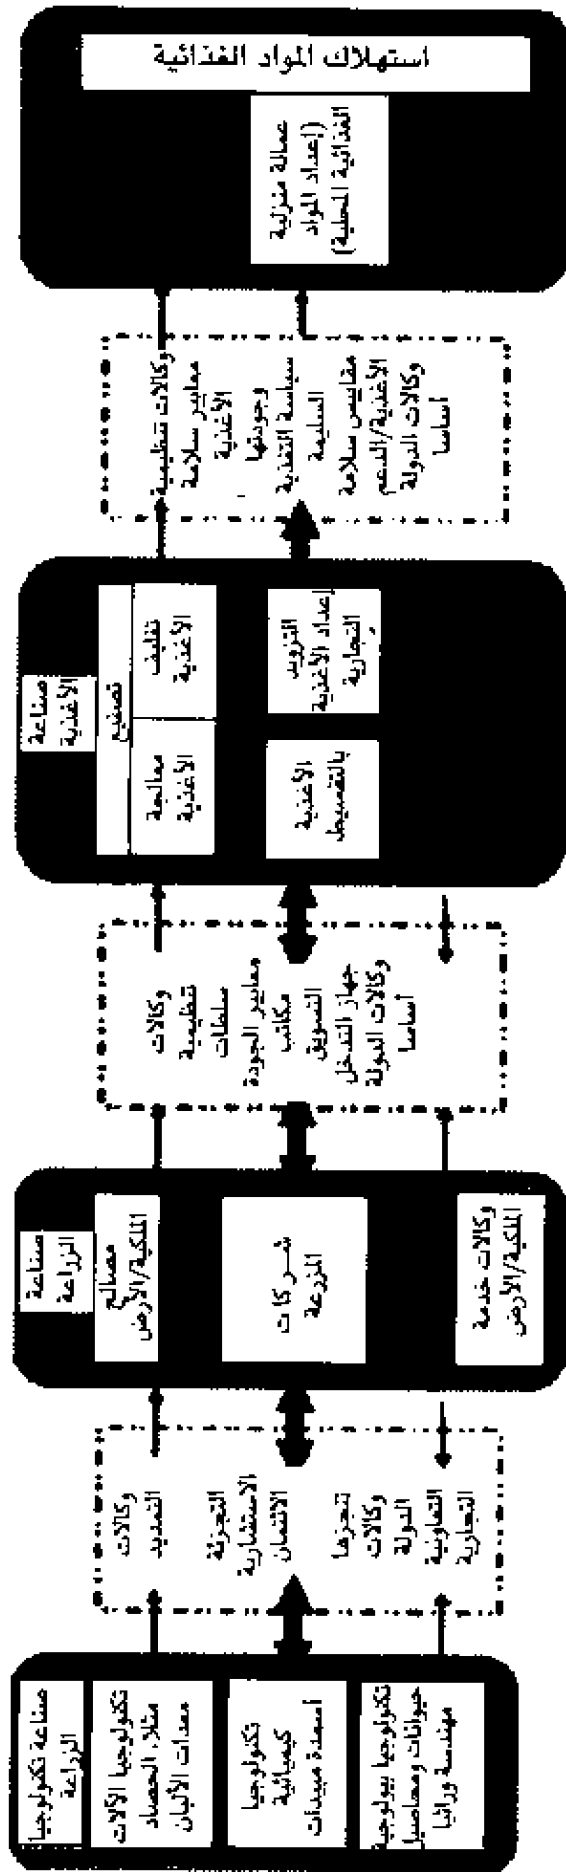 صناعة تكنولوجيا
الزراعة
تكنولوجيا الآلات
مثلا، الحصاد
معدات الألبان
تكنولوجيا
كيميائية
أسمدة مبيدات
تكنولوجيا بيولوجية
حيوانات ومحاصيل
مهندسة وراثيا
وكالات
التمديد
التجزئة
الاستشارية
الائتمان
تنجزها
وكالات
الدولة
التعاونية
التجارية
صناعة
الزراعة
مصالح
الملكية/الأرض
شركات
المزرعة
وكالات خدمة
الملكية/الأرض
وكالات
تنظيمية
سلطات
معايير الجودة
مكاتب
التسويق
جهاز التدخل
وكالات الدولة
أساسا
صناعة
الأغذية
تصنيع
معالجة
الأغذية
تغليف
الأغذية
الأغذية
بالتفصيل
التزويد
إعداد الأغذية
التجارية
وكالات تنظيمية
معايير سلامة
الأغذية
وجودتها
سياسة التغذية
السليمة
مقاييس سلامة
الأغذية/الدعم
وكالات الدولة
أساسا
استهلاك المواد الغذائية
عمالة منزلية
(إعداد المواد
الغذائية المحلية)